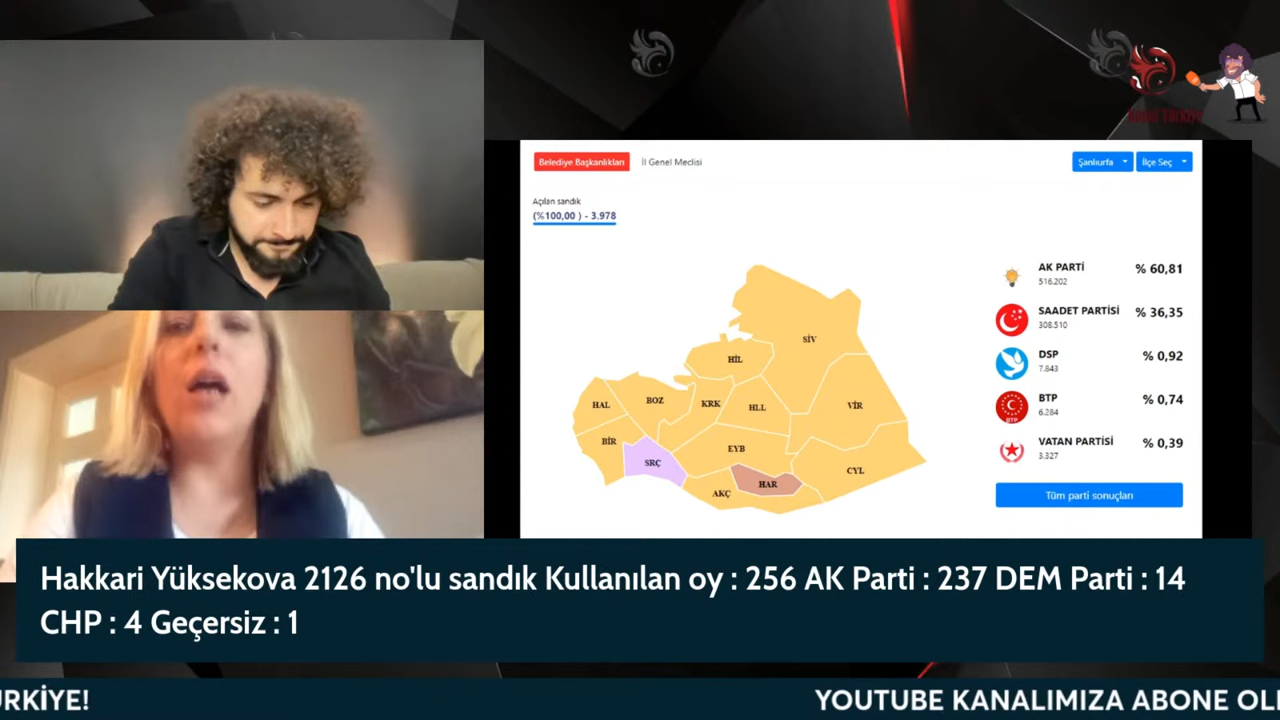 Belediye Başkanlıkları
İl Genel Meclisi
Şanlıurfa
İlçe Seç
Açılan sandık
(%100,00 ) - 3.978
SİV
HİL
HAL
BOZ
KRK
HLL
VİR
BİR
SRÇ
EYB
CYL
AKÇ
HAR
AK PARTİ
% 60,81
516.202
SAADET PARTİSİ
% 36,35
308.510
DSP
% 0,92
7.843
BTP
% 0,74
6.284
VATAN PARTİSİ
% 0,39
3.327
Tüm parti sonuçları
Hakkari Yüksekova 2126 no'lu sandık Kullanılan oy : 256 AK Parti : 237 DEM Parti : 14
CHP : 4 Geçersiz : 1
ÜRKİYE!
YOUTUBE KANALIMIZA ABONE OL